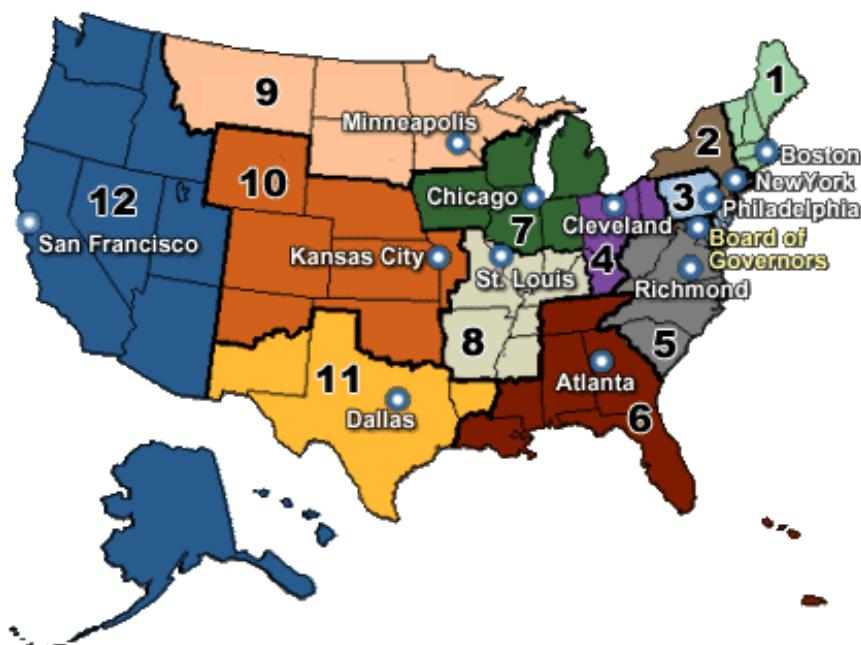 1
9
Minneapolis
2
Boston
NewYork
10
12
Chicago
3
Philadelphia
7
Cleveland
Board of
Governors
San Francisco
Kansas City
St. Louis
4
Richmond
8
5
11
Atlanta
Dallas
6